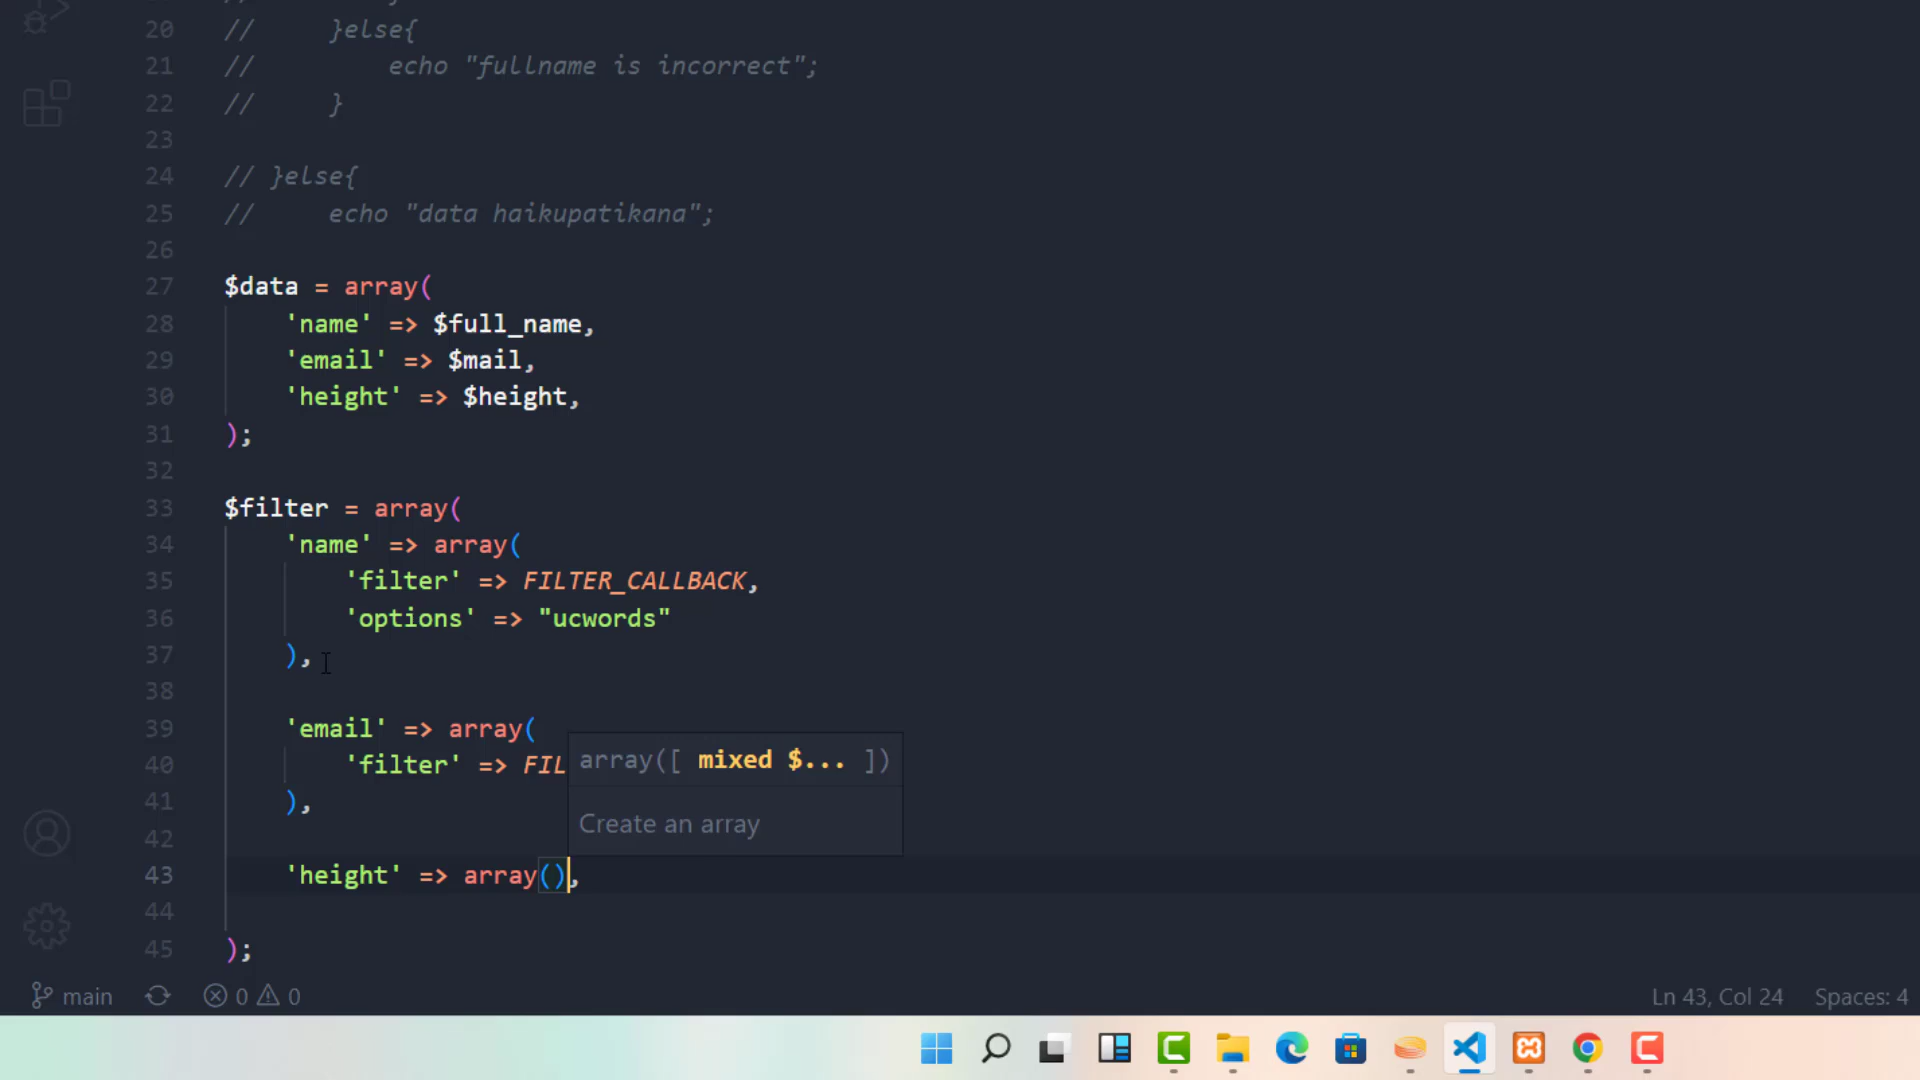 20 //     }else{
21 //         echo "fullname is incorrect";
22 //     }
23
24 // }else{
25 //     echo "data haikupatikana";
26
27 $data = array(
28     'name' => $full_name,
29     'email' => $mail,
30     'height' => $height,
31 );
32
33 $filter = array(
34     'name' => array(
35         'filter' => FILTER_CALLBACK,
36         'options' => "ucwords"
37     ),
38
39     'email' => array(
40         'filter' => FIL
array([ mixed $... ])
41     ),
Create an array
42
43     'height' => array(),
44
45 );
main 0 0 Ln 43, Col 24 Spaces: 4